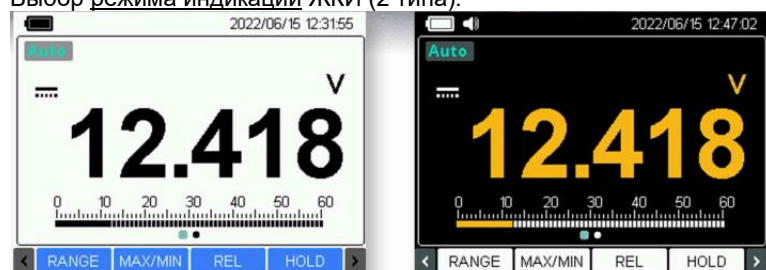 Выбор режима индикации ЖКИ (2 типа):
2022/06/15 12:31:55
Auto
V
12.418
0 10 20 30 40 50 60
< RANGE MAX/MIN REL HOLD >
2022/06/15 12:47:02
Auto
V
12.418
0 10 20 30 40 50 60
< RANGE MAX/MIN REL HOLD >